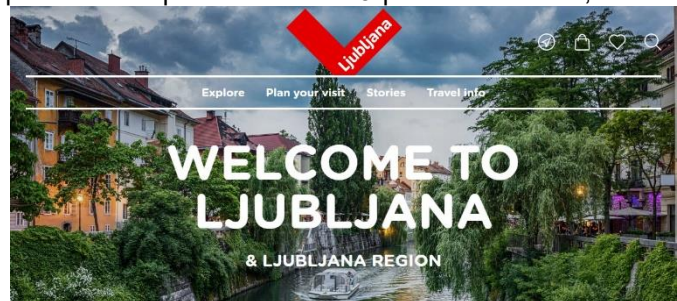 Ljubljana
Explore Plan your visit Stories Travel info
WELCOME TO
LJUBLJANA
& LJUBLJANA REGION